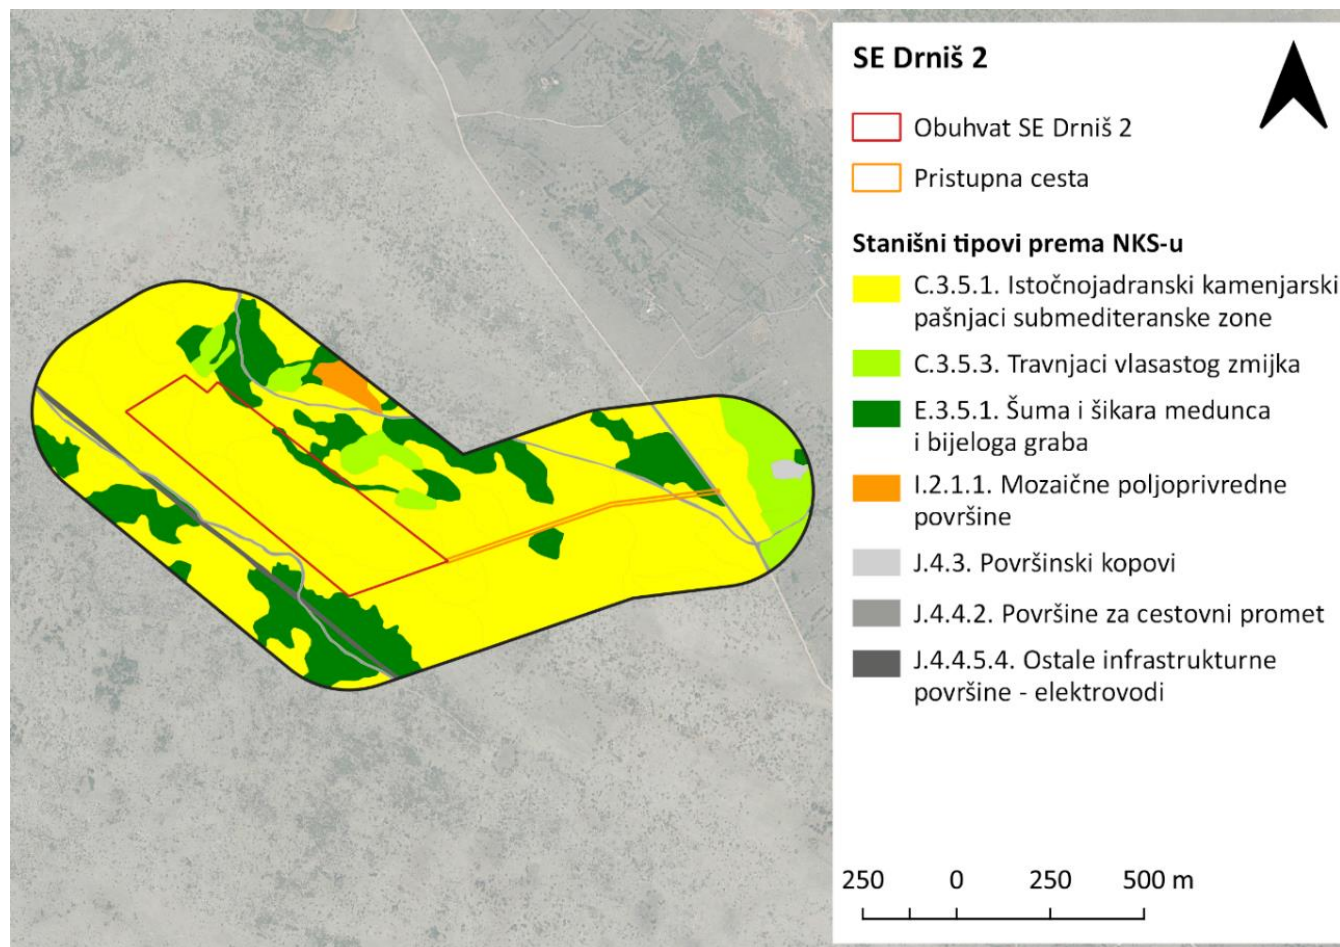 SE Drniš 2
Obuhvat SE Drniš 2
Pristupna cesta
Stanišni tipovi prema NKS-u
C.3.5.1. Istočnojadranski kamenjarski
pašnjaci submediteranske zone
C.3.5.3. Travnjaci vlasastog zmijka
E.3.5.1. Šuma i šikara medunca
i bijeloga graba
I.2.1.1. Mozaične poljoprivredne
površine
J.4.3. Površinski kopovi
J.4.4.2. Površine za cestovni promet
J.4.4.5.4. Ostale infrastrukturne
površine - elektrovodi
250 0 250 500 m